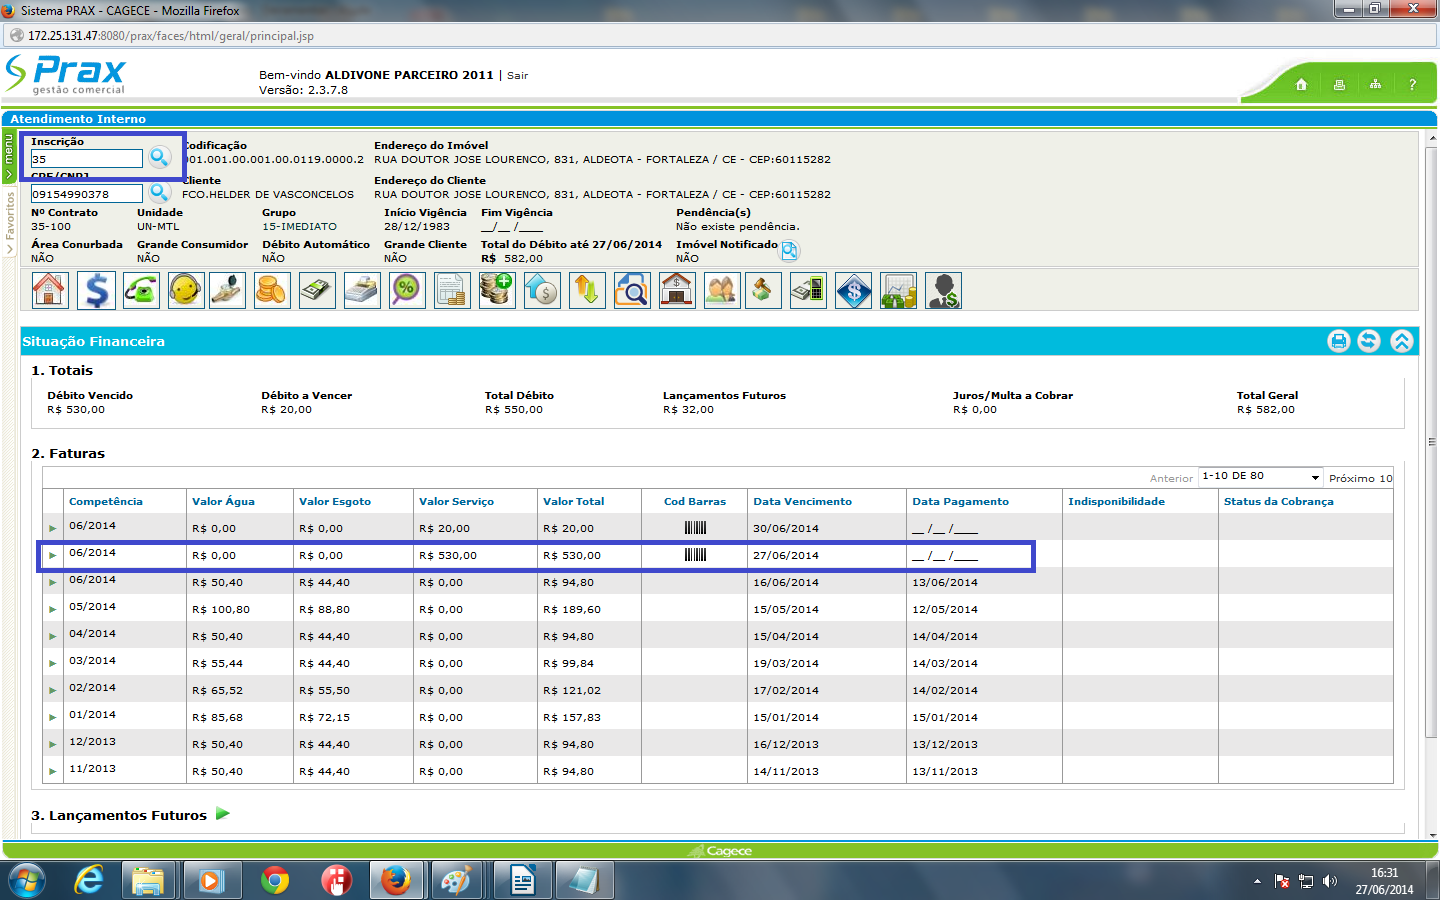 Sistema PRAX - CAGECE - Mozilla Firefox
172.25.131.47:8080/prax/faces/html/geral/principal.jsp
Prax
gestão comercial
Bem-vindo ALDIVONE PARCEIRO 2011 | Sair
Versão: 2.3.7.8
?
Atendimento Interno
menu
Favoritos
Inscrição Codificação Endereço do Imóvel
35 001.001.00.001.00.0119.0000.2 RUA DOUTOR JOSE LOURENCO, 831, ALDEOTA - FORTALEZA / CE - CEP:60115282
CPF/CNPJ Cliente Endereço do Cliente
09154990378 FCO.HELDER DE VASCONCELOS RUA DOUTOR JOSE LOURENCO, 831, ALDEOTA - FORTALEZA / CE - CEP:60115282
Nº Contrato Unidade Grupo Início Vigência Fim Vigência Pendência(s)
35-100 UN-MTL 15-IMEDIATO 28/12/1983 __/__ /____ Não existe pendência.
Área Conurbada Grande Consumidor Débito Automático Grande Cliente Total do Débito até 27/06/2014 Imóvel Notificado
NÃO NÃO NÃO NÃO R$ 582,00 NÃO
Situação Financeira
1. Totais
Débito Vencido Débito a Vencer Total Débito Lançamentos Futuros Juros/Multa a Cobrar Total Geral
R$ 530,00 R$ 20,00 R$ 550,00 R$ 32,00 R$ 0,00 R$ 582,00
2. Faturas
Anterior 1-10 DE 80 Próximo 10
Competência Valor Água Valor Esgoto Valor Serviço Valor Total Cod Barras Data Vencimento Data Pagamento Indisponibilidade Status da Cobrança
06/2014 R$ 0,00 R$ 0,00 R$ 20,00 R$ 20,00 30/06/2014 __ /__ /____
06/2014 R$ 0,00 R$ 0,00 R$ 530,00 R$ 530,00 27/06/2014 __ /__ /____
06/2014 R$ 50,40 R$ 44,40 R$ 0,00 R$ 94,80 16/06/2014 13/06/2014
05/2014 R$ 100,80 R$ 88,80 R$ 0,00 R$ 189,60 15/05/2014 12/05/2014
04/2014 R$ 50,40 R$ 44,40 R$ 0,00 R$ 94,80 15/04/2014 14/04/2014
03/2014 R$ 55,44 R$ 44,40 R$ 0,00 R$ 99,84 19/03/2014 14/03/2014
02/2014 R$ 65,52 R$ 55,50 R$ 0,00 R$ 121,02 17/02/2014 14/02/2014
01/2014 R$ 85,68 R$ 72,15 R$ 0,00 R$ 157,83 15/01/2014 15/01/2014
12/2013 R$ 50,40 R$ 44,40 R$ 0,00 R$ 94,80 16/12/2013 13/12/2013
11/2013 R$ 50,40 R$ 44,40 R$ 0,00 R$ 94,80 14/11/2013 13/11/2013
3. Lançamentos Futuros
Cagece
16:31
27/06/2014